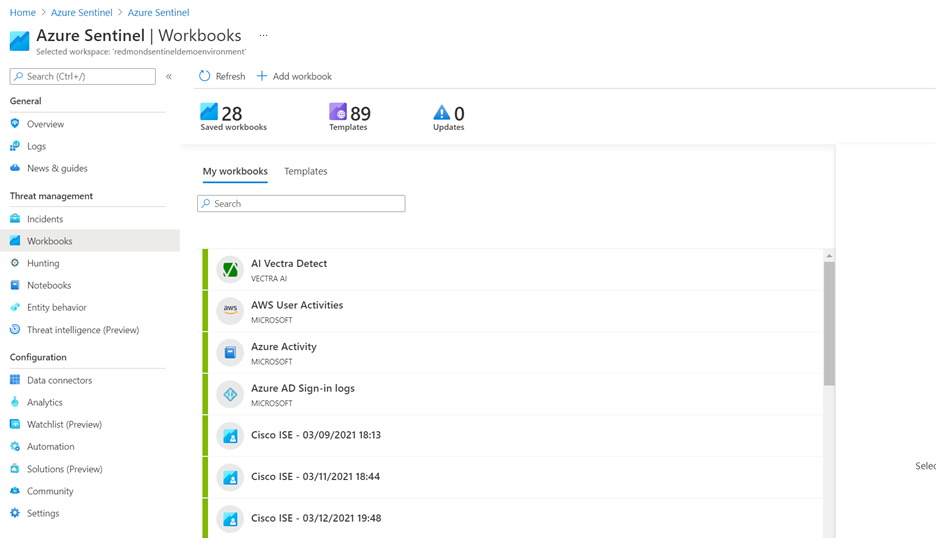 Home > Azure Sentinel > Azure Sentinel
Azure Sentinel | Workbooks ...
Selected workspace: 'redmondsentineldemoenvironment'
Search (Ctrl+/)
«
Refresh
Add workbook
General
Overview
Logs
News & guides
Threat management
Incidents
Workbooks
Hunting
Notebooks
Entity behavior
Threat intelligence (Preview)
Configuration
Data connectors
Analytics
Watchlist (Preview)
Automation
Solutions (Preview)
Community
Settings
28
Saved workbooks
89
Templates
0
Updates
My workbooks
Templates
Search
AI Vectra Detect
VECTRA AI
aws
AWS User Activities
MICROSOFT
Azure Activity
MICROSOFT
Azure AD Sign-in logs
MICROSOFT
Cisco ISE - 03/09/2021 18:13
Cisco ISE - 03/11/2021 18:44
Cisco ISE - 03/12/2021 19:48
Selec